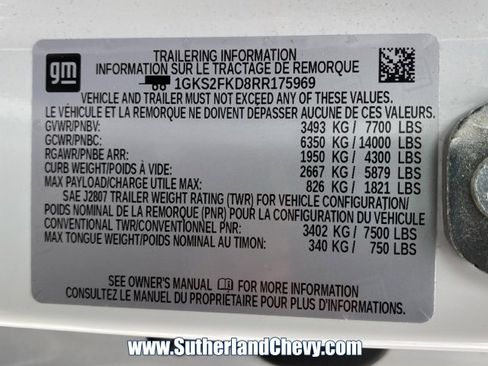 gm
TRAILERING INFORMATION
INFORMATION SUR LE TRACTAGE DE REMORQUE
1GKS2FKD8RR175969
VEHICLE AND TRAILER MUST NOT EXCEED ANY OF THESE VALUES
LE VÉHICULE ET LA REMORQUE NE DOIVENT DÉPASSER AUCUNE DE CES VALEURS.
GVWR/PNBV: 3493 KG / 7700 LBS
GCWR/PNBC: 6350 KG / 14000 LBS
RGAWR/PNBE ARR: 1950 KG / 4300 LBS
CURB WEIGHT/POIDS À VIDE: 2667 KG / 5879 LBS
MAX PAYLOAD/CHARGE UTILE MAX: 826 KG / 1821 LBS
SAE J2807 TRAILER WEIGHT RATING (TWR) FOR VEHICLE CONFIGURATION/
POIDS NOMINAL DE LA REMORQUE (PNR) POUR LA CONFIGURATION DU VÉHICULE
CONVENTIONAL TWR/CONVENTIONNEL PNR: 3402 KG / 7500 LBS
MAX TONGUE WEIGHT/POIDS MAXIMUM AU TIMON: 340 KG / 750 LBS
SEE OWNER'S MANUAL FOR MORE INFORMATION.
CONSULTEZ LE MANUEL DU PROPRIÉTAIRE POUR PLUS D'INFORMATION.
www.SutherlandChevy.com